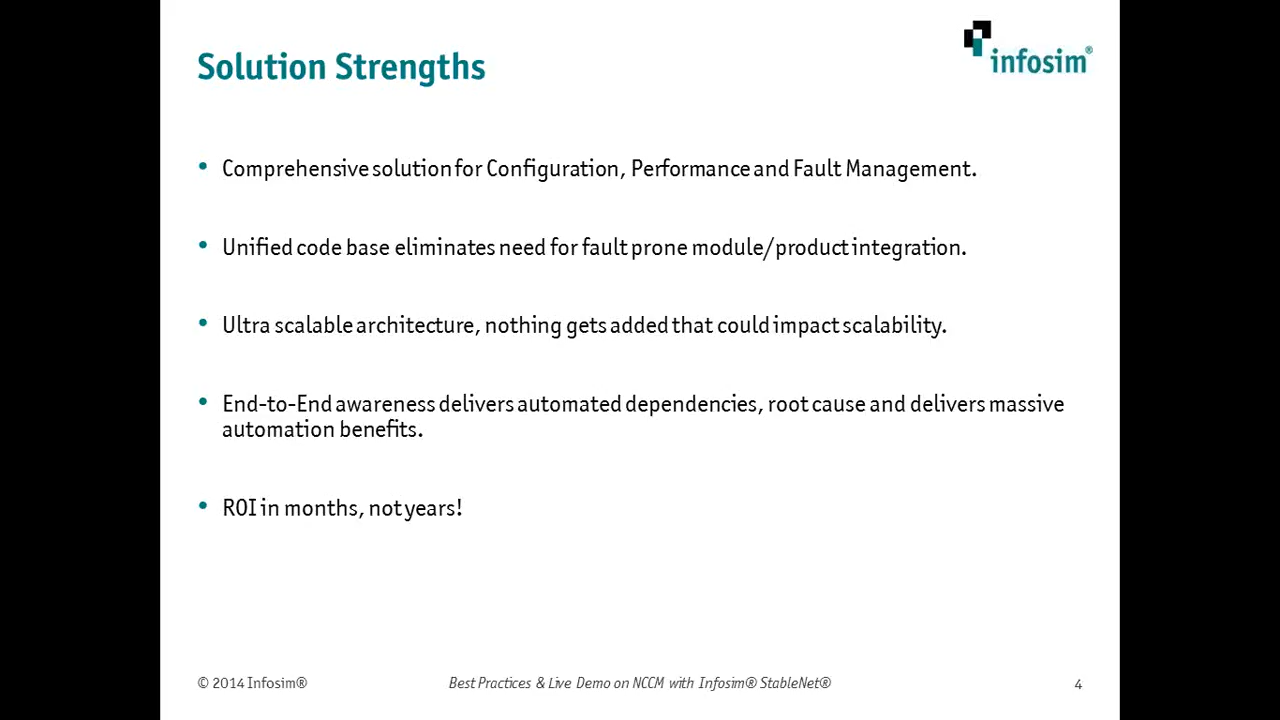 Solution Strengths
infosim®
• Comprehensive solution for Configuration, Performance and Fault Management.
• Unified code base eliminates need for fault prone module/product integration.
• Ultra scalable architecture, nothing gets added that could impact scalability.
• End-to-End awareness delivers automated dependencies, root cause and delivers massive
automation benefits.
• ROI in months, not years!
© 2014 Infosim® Best Practices & Live Demo on NCCM with Infosim® StableNet® 4